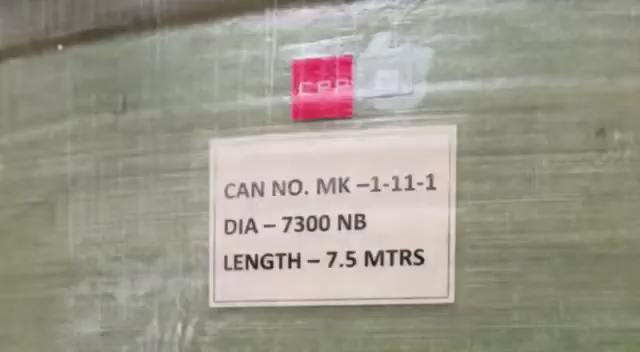 CAN NO. MK –1-11-1
DIA – 7300 NB
LENGTH – 7.5 MTRS